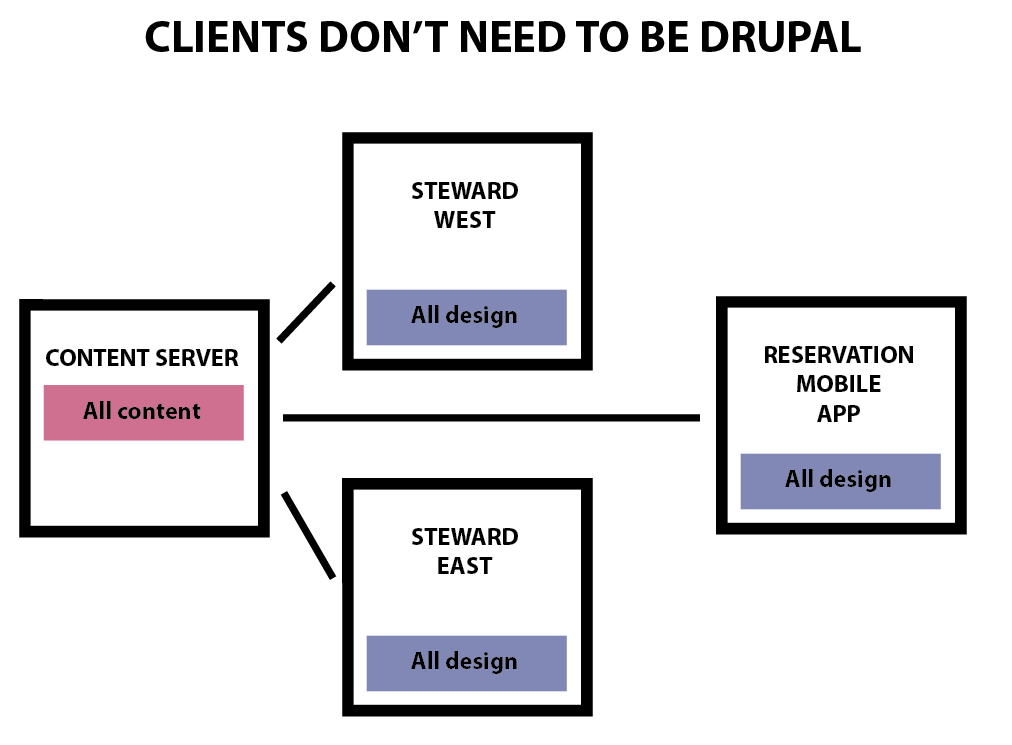 CLIENTS DON’T NEED TO BE DRUPAL
STEWARD
WEST
All design
CONTENT SERVER
All content
RESERVATION
MOBILE
APP
All design
STEWARD
EAST
All design